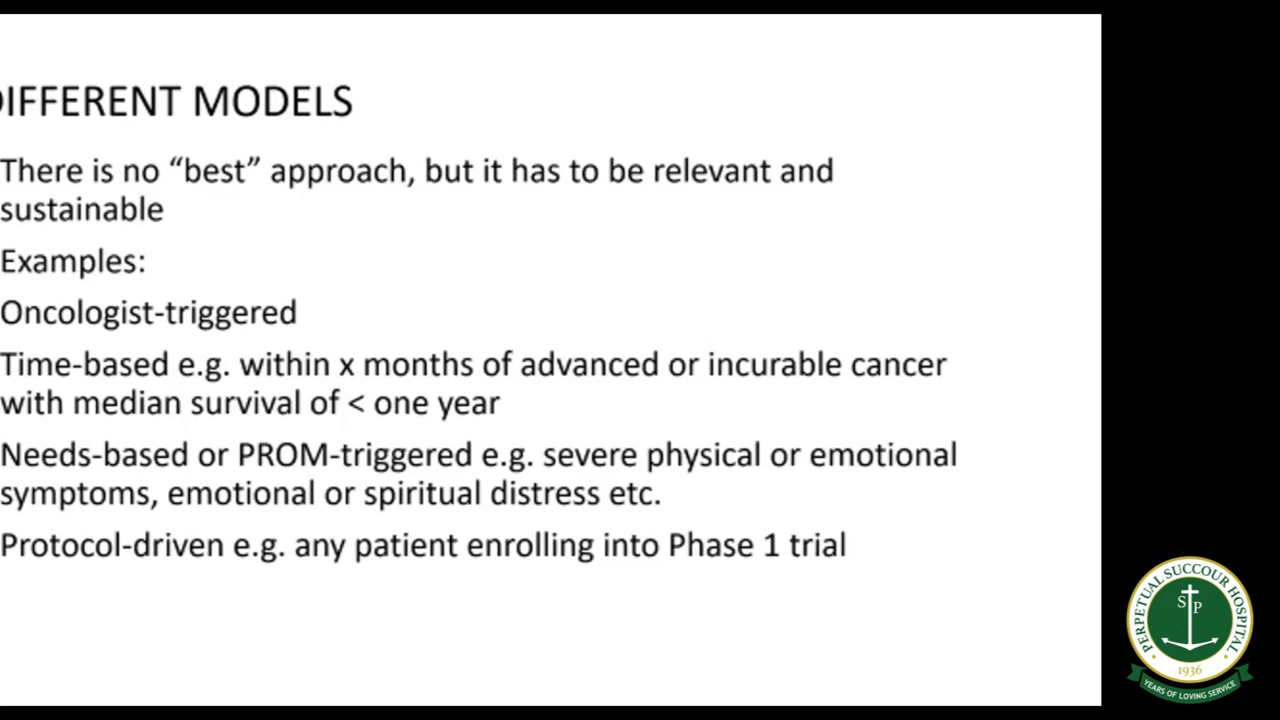 DIFFERENT MODELS
There is no “best” approach, but it has to be relevant and
sustainable
Examples:
Oncologist-triggered
Time-based e.g. within x months of advanced or incurable cancer
with median survival of < one year
Needs-based or PROM-triggered e.g. severe physical or emotional
symptoms, emotional or spiritual distress etc.
Protocol-driven e.g. any patient enrolling into Phase 1 trial
PERPETUAL SUCCOUR HOSPITAL
S P
1936
YEARS OF LOVING SERVICE